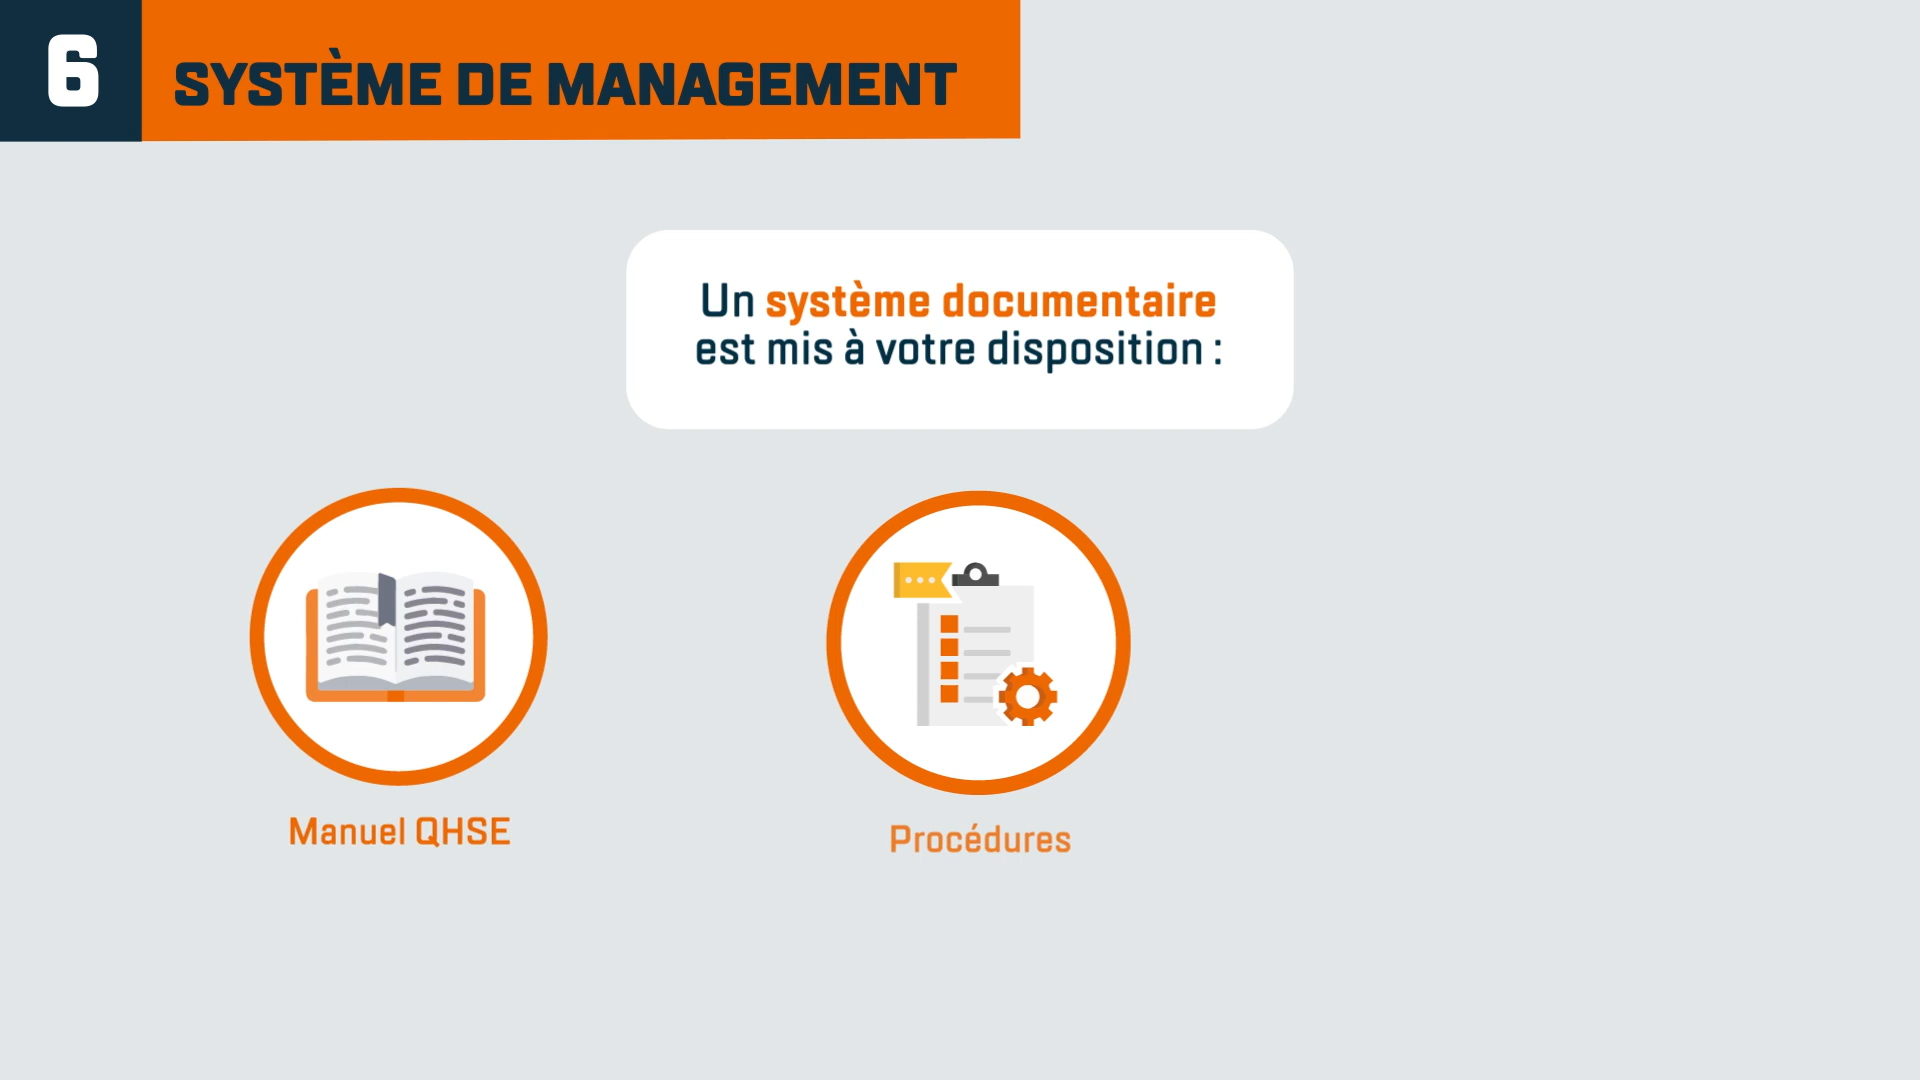 6
SYSTÈME DE MANAGEMENT
Un système documentaire
est mis à votre disposition :
Manuel QHSE
Procédures